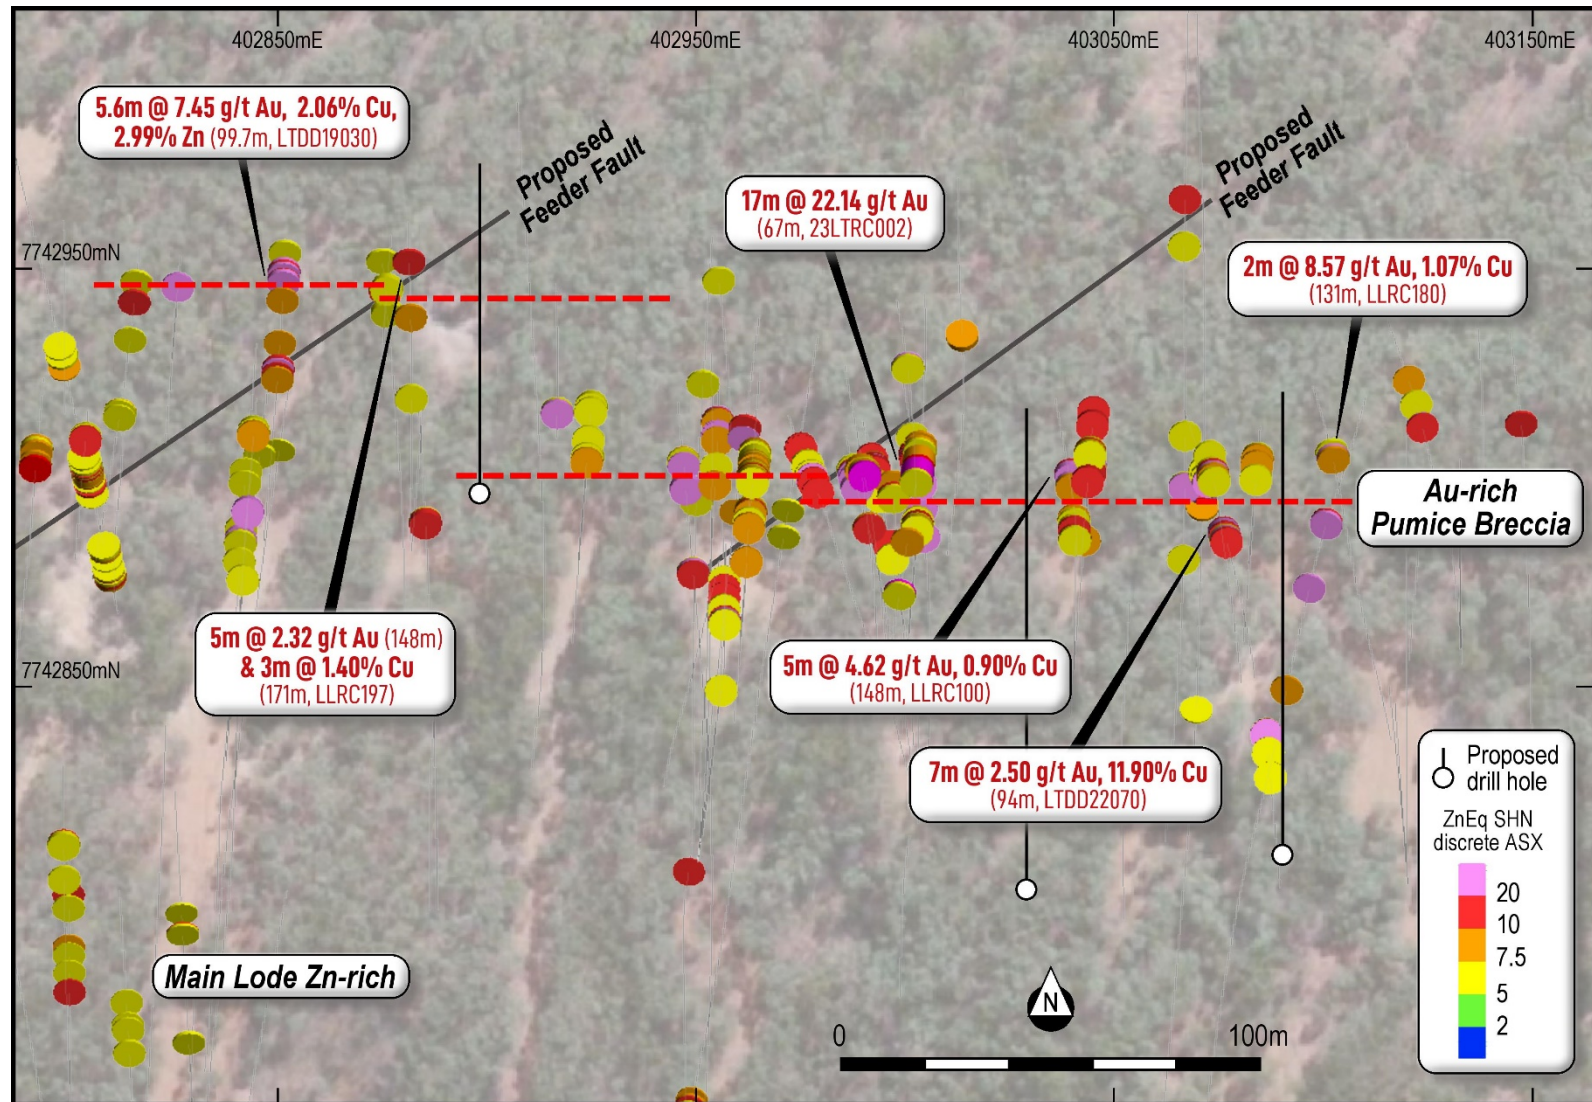 402850mE
402950mE
403050mE
403150mE
5.6m @ 7.45 g/t Au, 2.06% Cu,
2.99% Zn (99.7m, LTDD19030)
Proposed
Feeder Fault
Proposed
Feeder Fault
17m @ 22.14 g/t Au
(67m, 23LTRC002)
7742950mN
2m @ 8.57 g/t Au, 1.07% Cu
(131m, LLRC180)
Au-rich
Pumice Breccia
5m @ 2.32 g/t Au (148m)
& 3m @ 1.40% Cu
(171m, LLRC197)
7742850mN
5m @ 4.62 g/t Au, 0.90% Cu
(148m, LLRC100)
7m @ 2.50 g/t Au, 11.90% Cu
(94m, LTDD22070)
Main Lode Zn-rich
N
0
100m
Proposed
drill hole
ZnEq SHN
discrete ASX
20
10
7.5
5
2